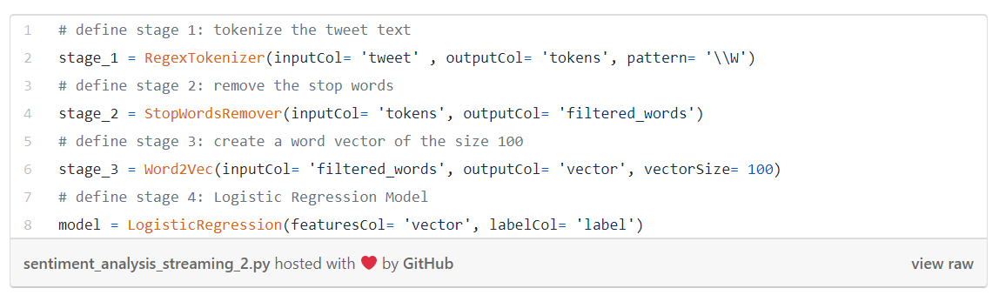 1 # define stage 1: tokenize the tweet text
2 stage_1 = RegexTokenizer(inputCol= 'tweet' , outputCol= 'tokens', pattern= '\\W')
3 # define stage 2: remove the stop words
4 stage_2 = StopWordsRemover(inputCol= 'tokens', outputCol= 'filtered_words')
5 # define stage 3: create a word vector of the size 100
6 stage_3 = Word2Vec(inputCol= 'filtered_words', outputCol= 'vector', vectorSize= 100)
7 # define stage 4: Logistic Regression Model
8 model = LogisticRegression(featuresCol= 'vector', labelCol= 'label')
sentiment_analysis_streaming_2.py hosted with ❤ by GitHub view raw